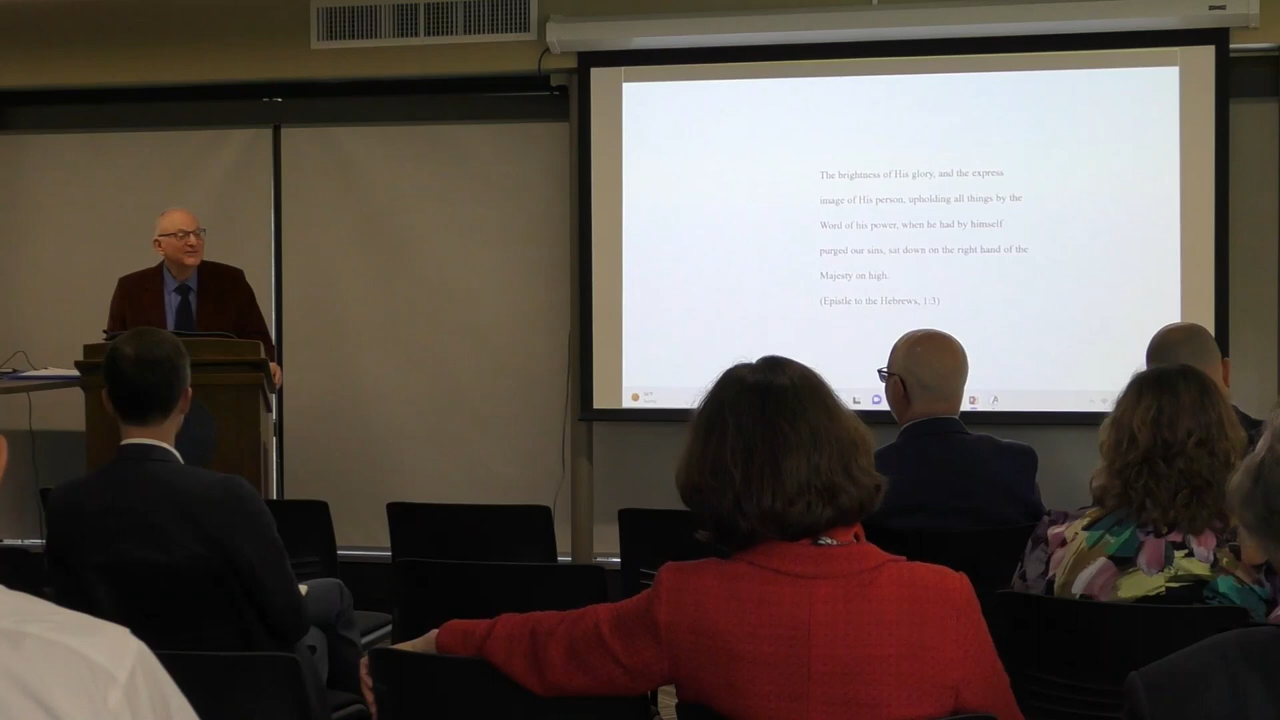 The brightness of His glory, and the express
image of His person, upholding all things by the
Word of his power, when he had by himself
purged our sins, sat down on the right hand of the
Majesty on high.
(Epistle to the Hebrews, 1:3)